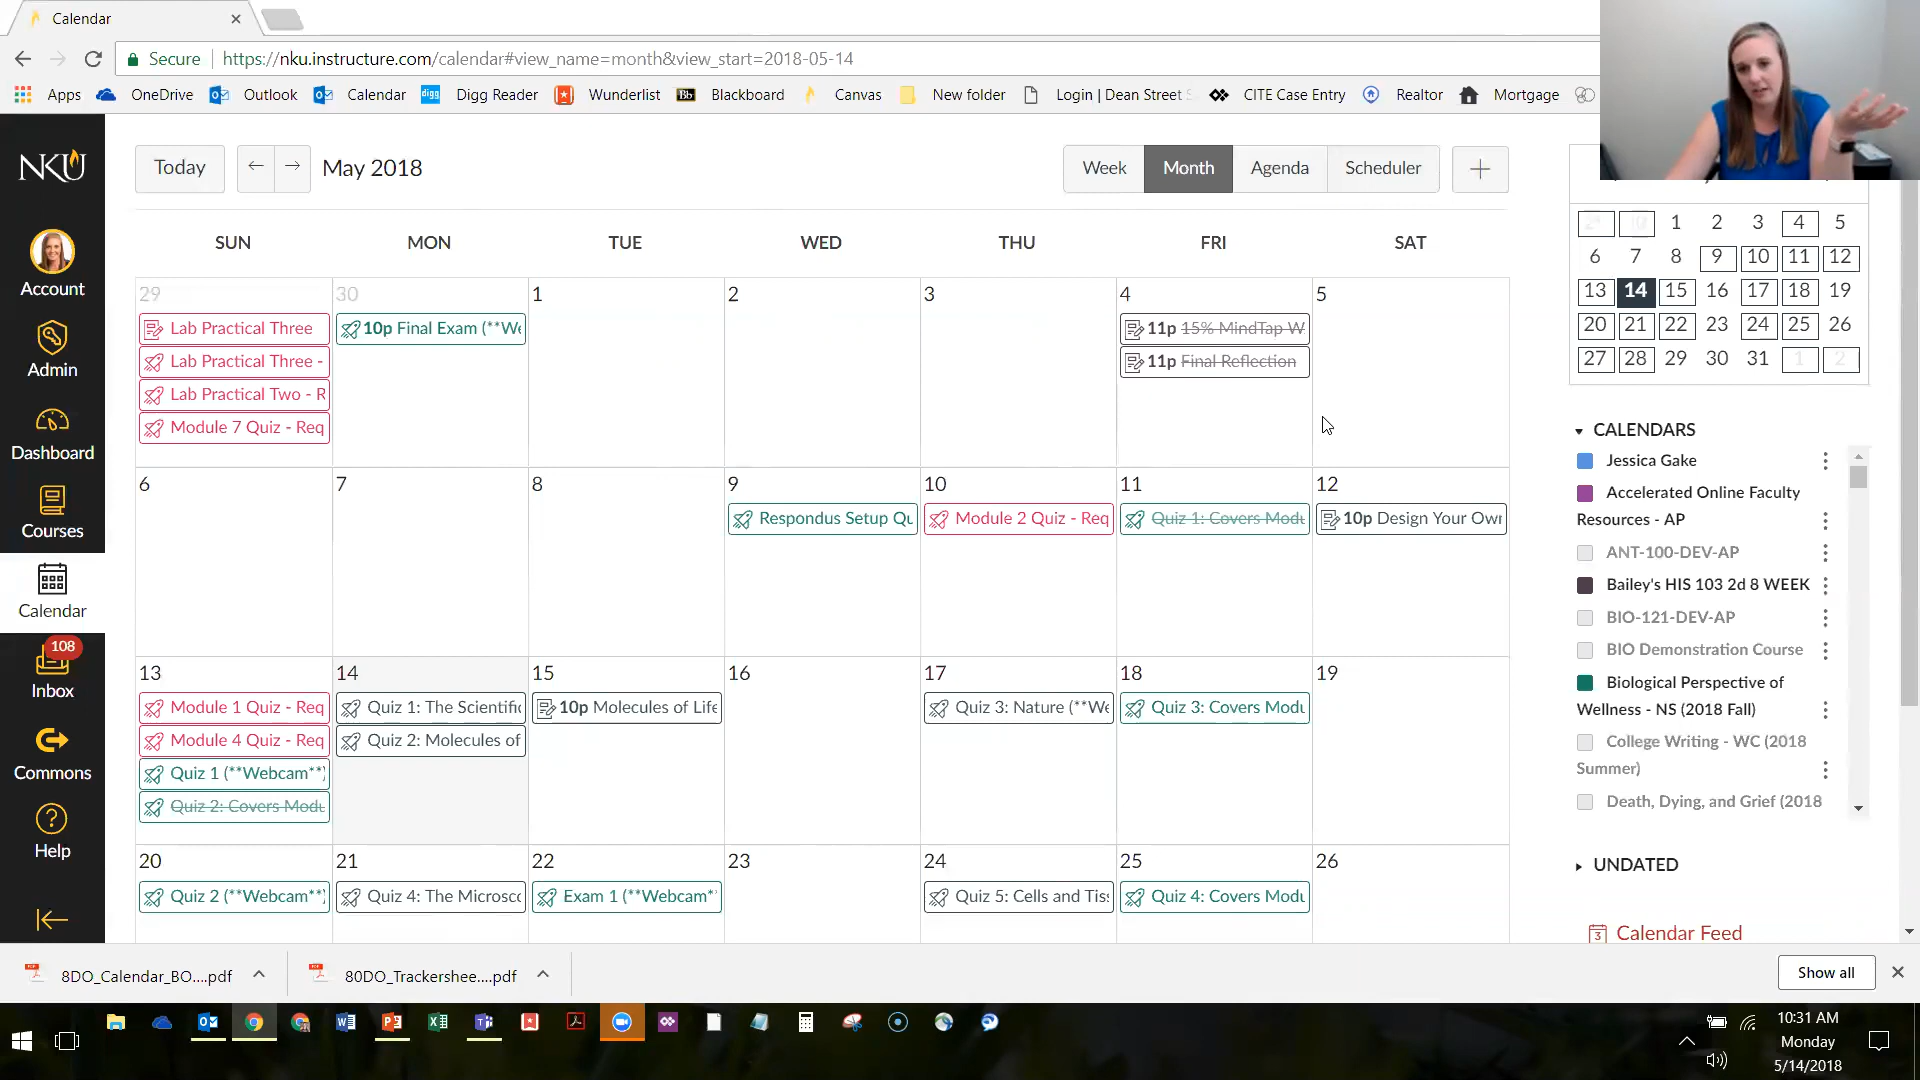 Calendar
Secure
https://nku.instructure.com/calendar#view_name=month&view_start=2018-05-14
Apps
OneDrive
Outlook
Calendar
Digg Reader
Wunderlist
Bb
Blackboard
Canvas
New folder
Login | Dean Street
CITE Case Entry
Realtor
Mortgage
NKU
Account
Admin
Dashboard
Courses
Calendar
108
Inbox
Commons
Help
Today
May 2018
Week
Month
Agenda
Scheduler
SUN MON TUE WED THU FRI SAT
29 30 1 2 3 4 5
Lab Practical Three
Lab Practical Three -
Lab Practical Two - R
Module 7 Quiz - Req
10p Final Exam (**We
11p 15% MindTap W
11p Final Reflection
6 7 8 9 10 11 12
Respondus Setup Qu
Module 2 Quiz - Req
Quiz 1: Covers Modu
10p Design Your Own
13 14 15 16 17 18 19
Module 1 Quiz - Req
Module 4 Quiz - Req
Quiz 1 (**Webcam**)
Quiz 2: Covers Modu
Quiz 1: The Scientific
Quiz 2: Molecules of
10p Molecules of Life
Quiz 3: Nature (**We
Quiz 3: Covers Modu
20 21 22 23 24 25 26
Quiz 2 (**Webcam**)
Quiz 4: The Microsco
Exam 1 (**Webcam*
Quiz 5: Cells and Tiss
Quiz 4: Covers Modu
1 2 3 4 5
6 7 8 9 10 11 12
13 14 15 16 17 18 19
20 21 22 23 24 25 26
27 28 29 30 31 1 2
CALENDARS
Jessica Gake
Accelerated Online Faculty
Resources - AP
ANT-100-DEV-AP
Bailey's HIS 103 2d 8 WEEK
BIO-121-DEV-AP
BIO Demonstration Course
Biological Perspective of
Wellness - NS (2018 Fall)
College Writing - WC (2018
Summer)
Death, Dying, and Grief (2018
UNDATED
3
Calendar Feed
8DO_Calendar_BO....pdf
80DO_Trackershee....pdf
Show all
10:31 AM
Monday
5/14/2018